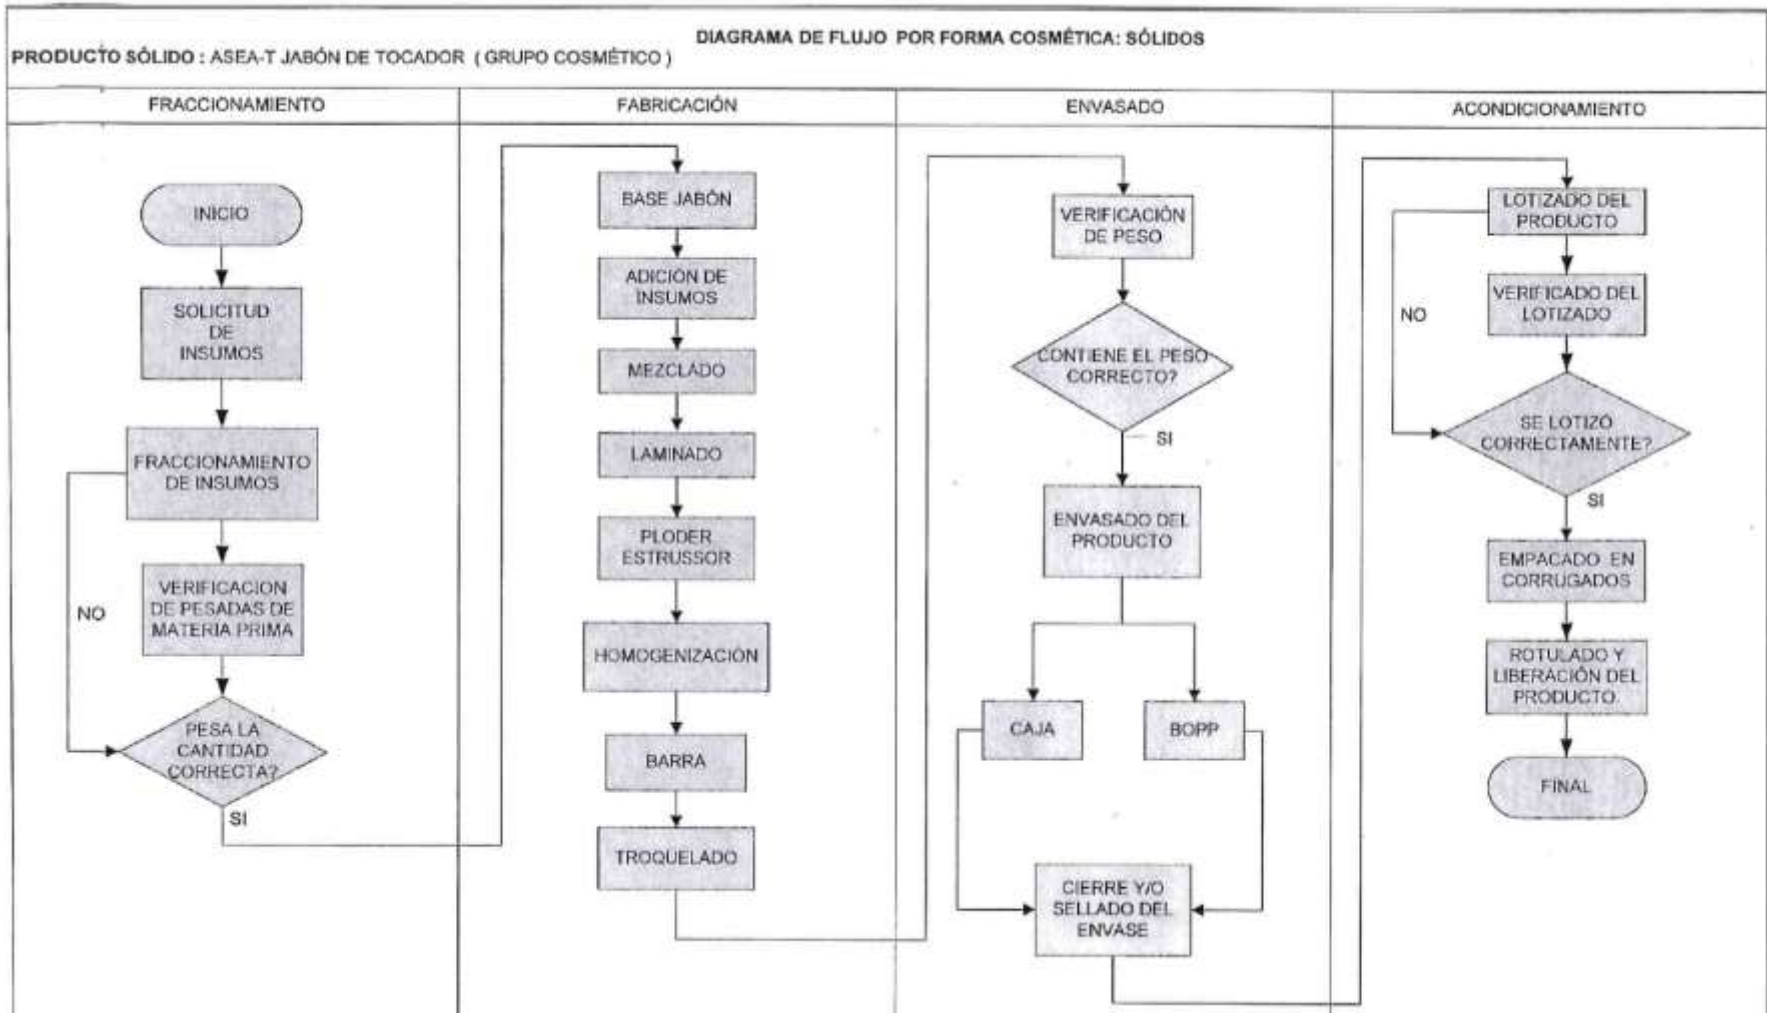 DIAGRAMA DE FLUJO POR FORMA COSMÉTICA: SÓLIDOS
PRODUCTO SÓLIDO : ASEA-T JABÓN DE TOCADOR ( GRUPO COSMÉTICO )
FRACCIONAMIENTO
FABRICACIÓN
ENVASADO
ACONDICIONAMIENTO
INICIO
SOLICITUD
DE
INSUMOS
FRACCIONAMIENTO
DE INSUMOS
NO
VERIFICACION
DE PESADAS DE
MATERIA PRIMA
PESA LA
CANTIDAD
CORRECTA?
SI
BASE JABÓN
ADICION DE
INSUMOS
MEZCLADO
LAMINADO
PLODER
ESTRUSSOR
HOMOGENIZACIÓN
BARRA
TROQUELADO
VERIFICACIÓN
DE PESO
CONTIENE EL PESO
CORRECTO?
SI
ENVASADO DEL
PRODUCTO
CAJA
BOPP
CIERRE Y/O
SELLADO DEL
ENVASE
LOTIZADO DEL
PRODUCTO
NO
VERIFICADO DEL
LOTIZADO
SE LOTIZÓ
CORRECTAMENTE?
SI
EMPACADO EN
CORRUGADOS
ROTULADO Y
LIBERACIÓN DEL
PRODUCTO.
FINAL